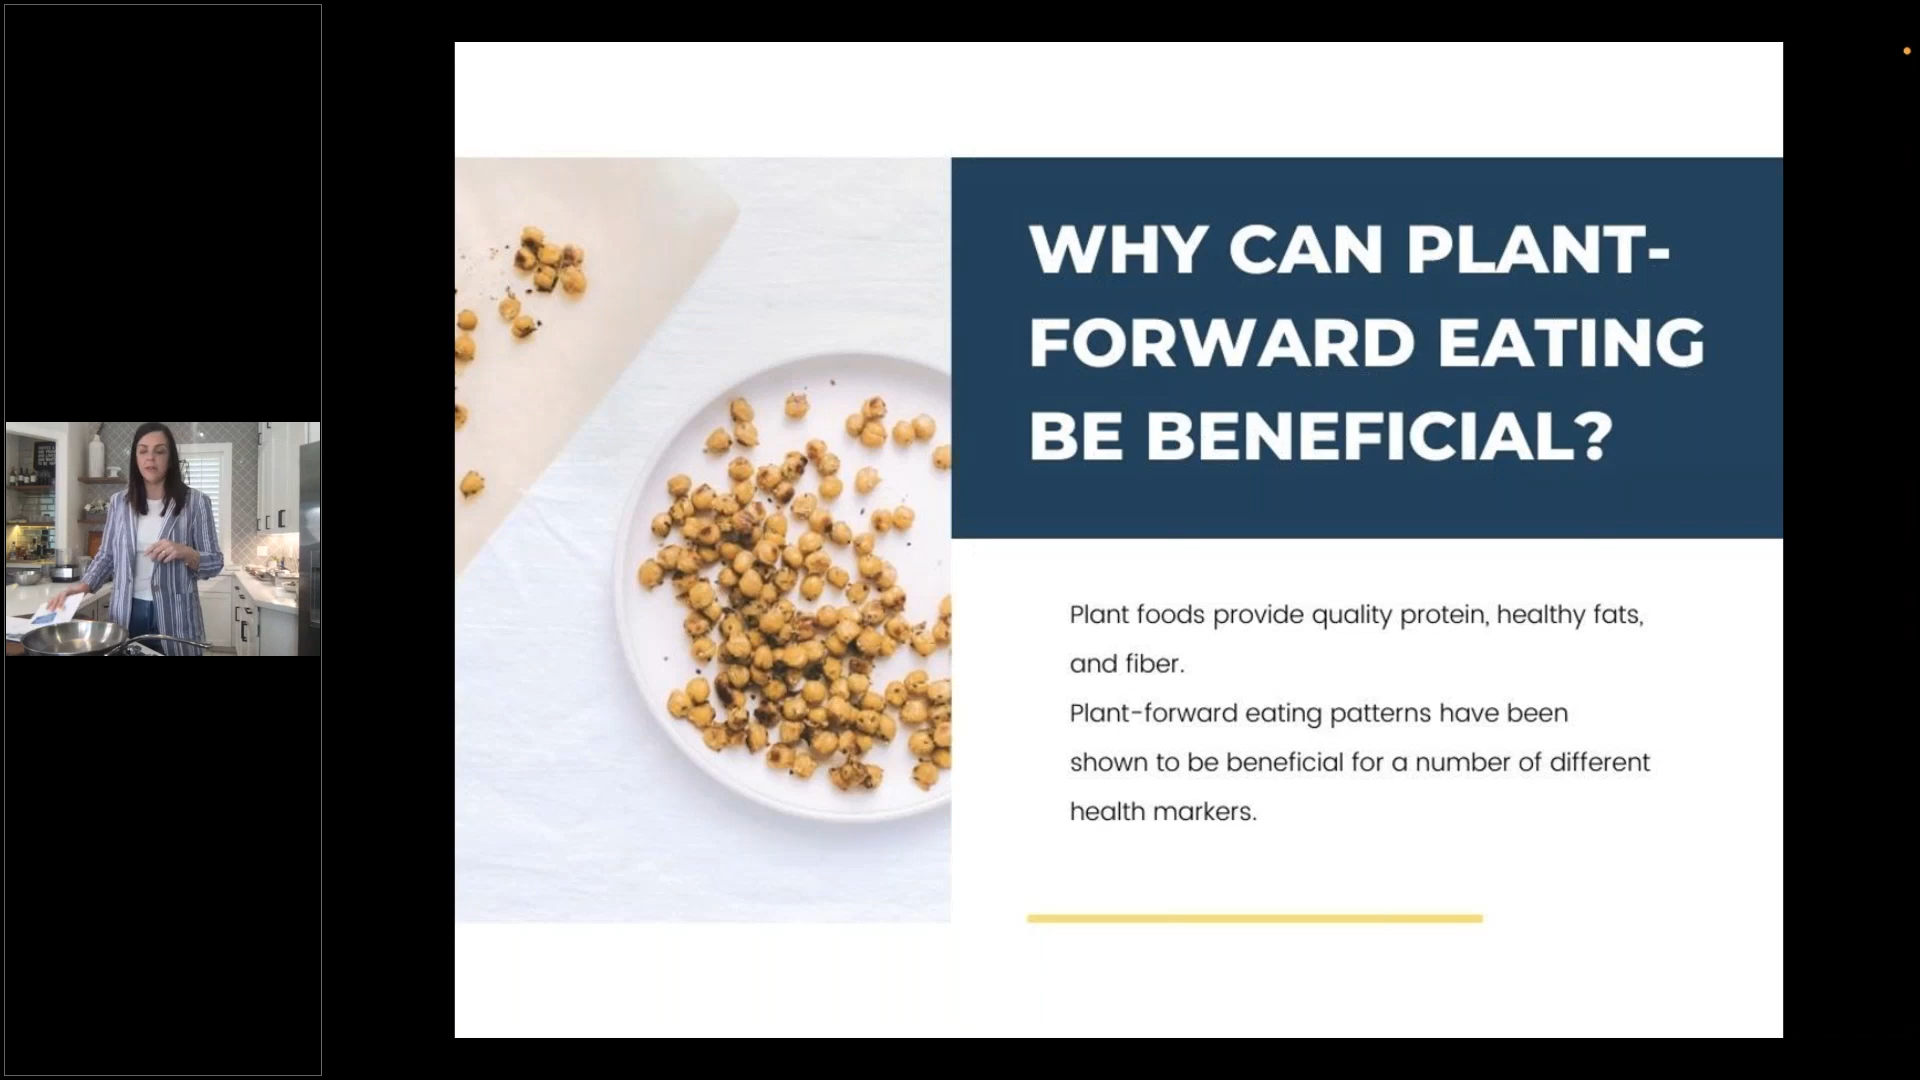 WHY CAN PLANT-
FORWARD EATING
BE BENEFICIAL?
Plant foods provide quality protein, healthy fats,
and fiber.
Plant-forward eating patterns have been
shown to be beneficial for a number of different
health markers.